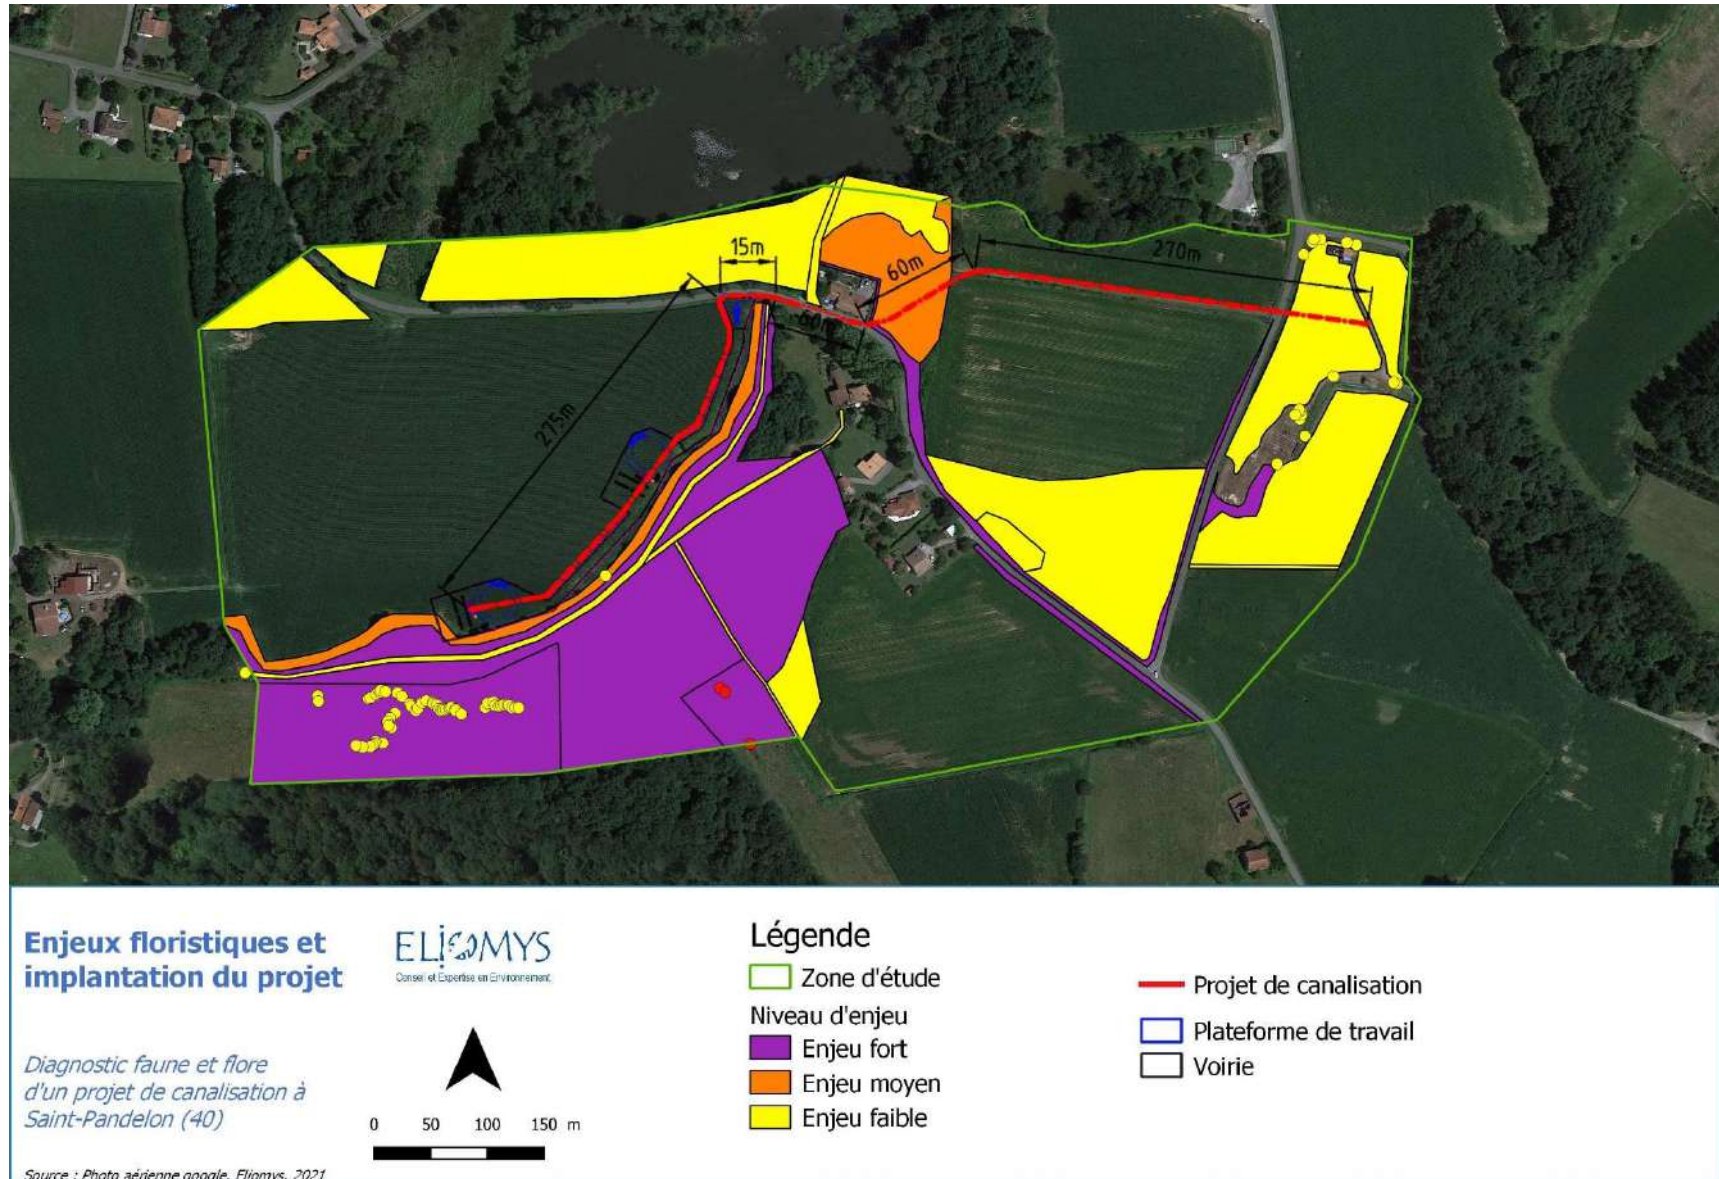 15m
270m
60m
60m
275m
Enjeux floristiques et
implantation du projet
ELIOMYS
Conseil et Expertise en Environnement
Diagnostic faune et flore
d'un projet de canalisation à
Saint-Pandelon (40)
0 50 100 150 m
Source : Photo aérienne google, Eliomys, 2021
Légende
Zone d'étude
Niveau d'enjeu
Enjeu fort
Enjeu moyen
Enjeu faible
Projet de canalisation
Plateforme de travail
Voirie